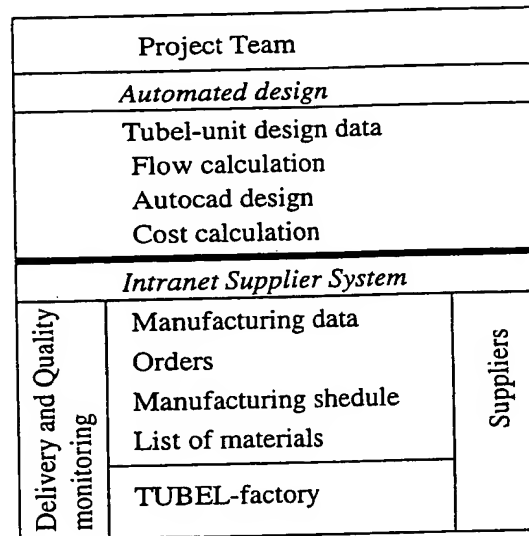 Project Team
Automated design
Tubel-unit design data
Flow calculation
Autocad design
Cost calculation
Intranet Supplier System
Delivery and Quality
monitoring
Manufacturing data
Orders
Manufacturing shedule
List of materials
TUBEL-factory
Suppliers